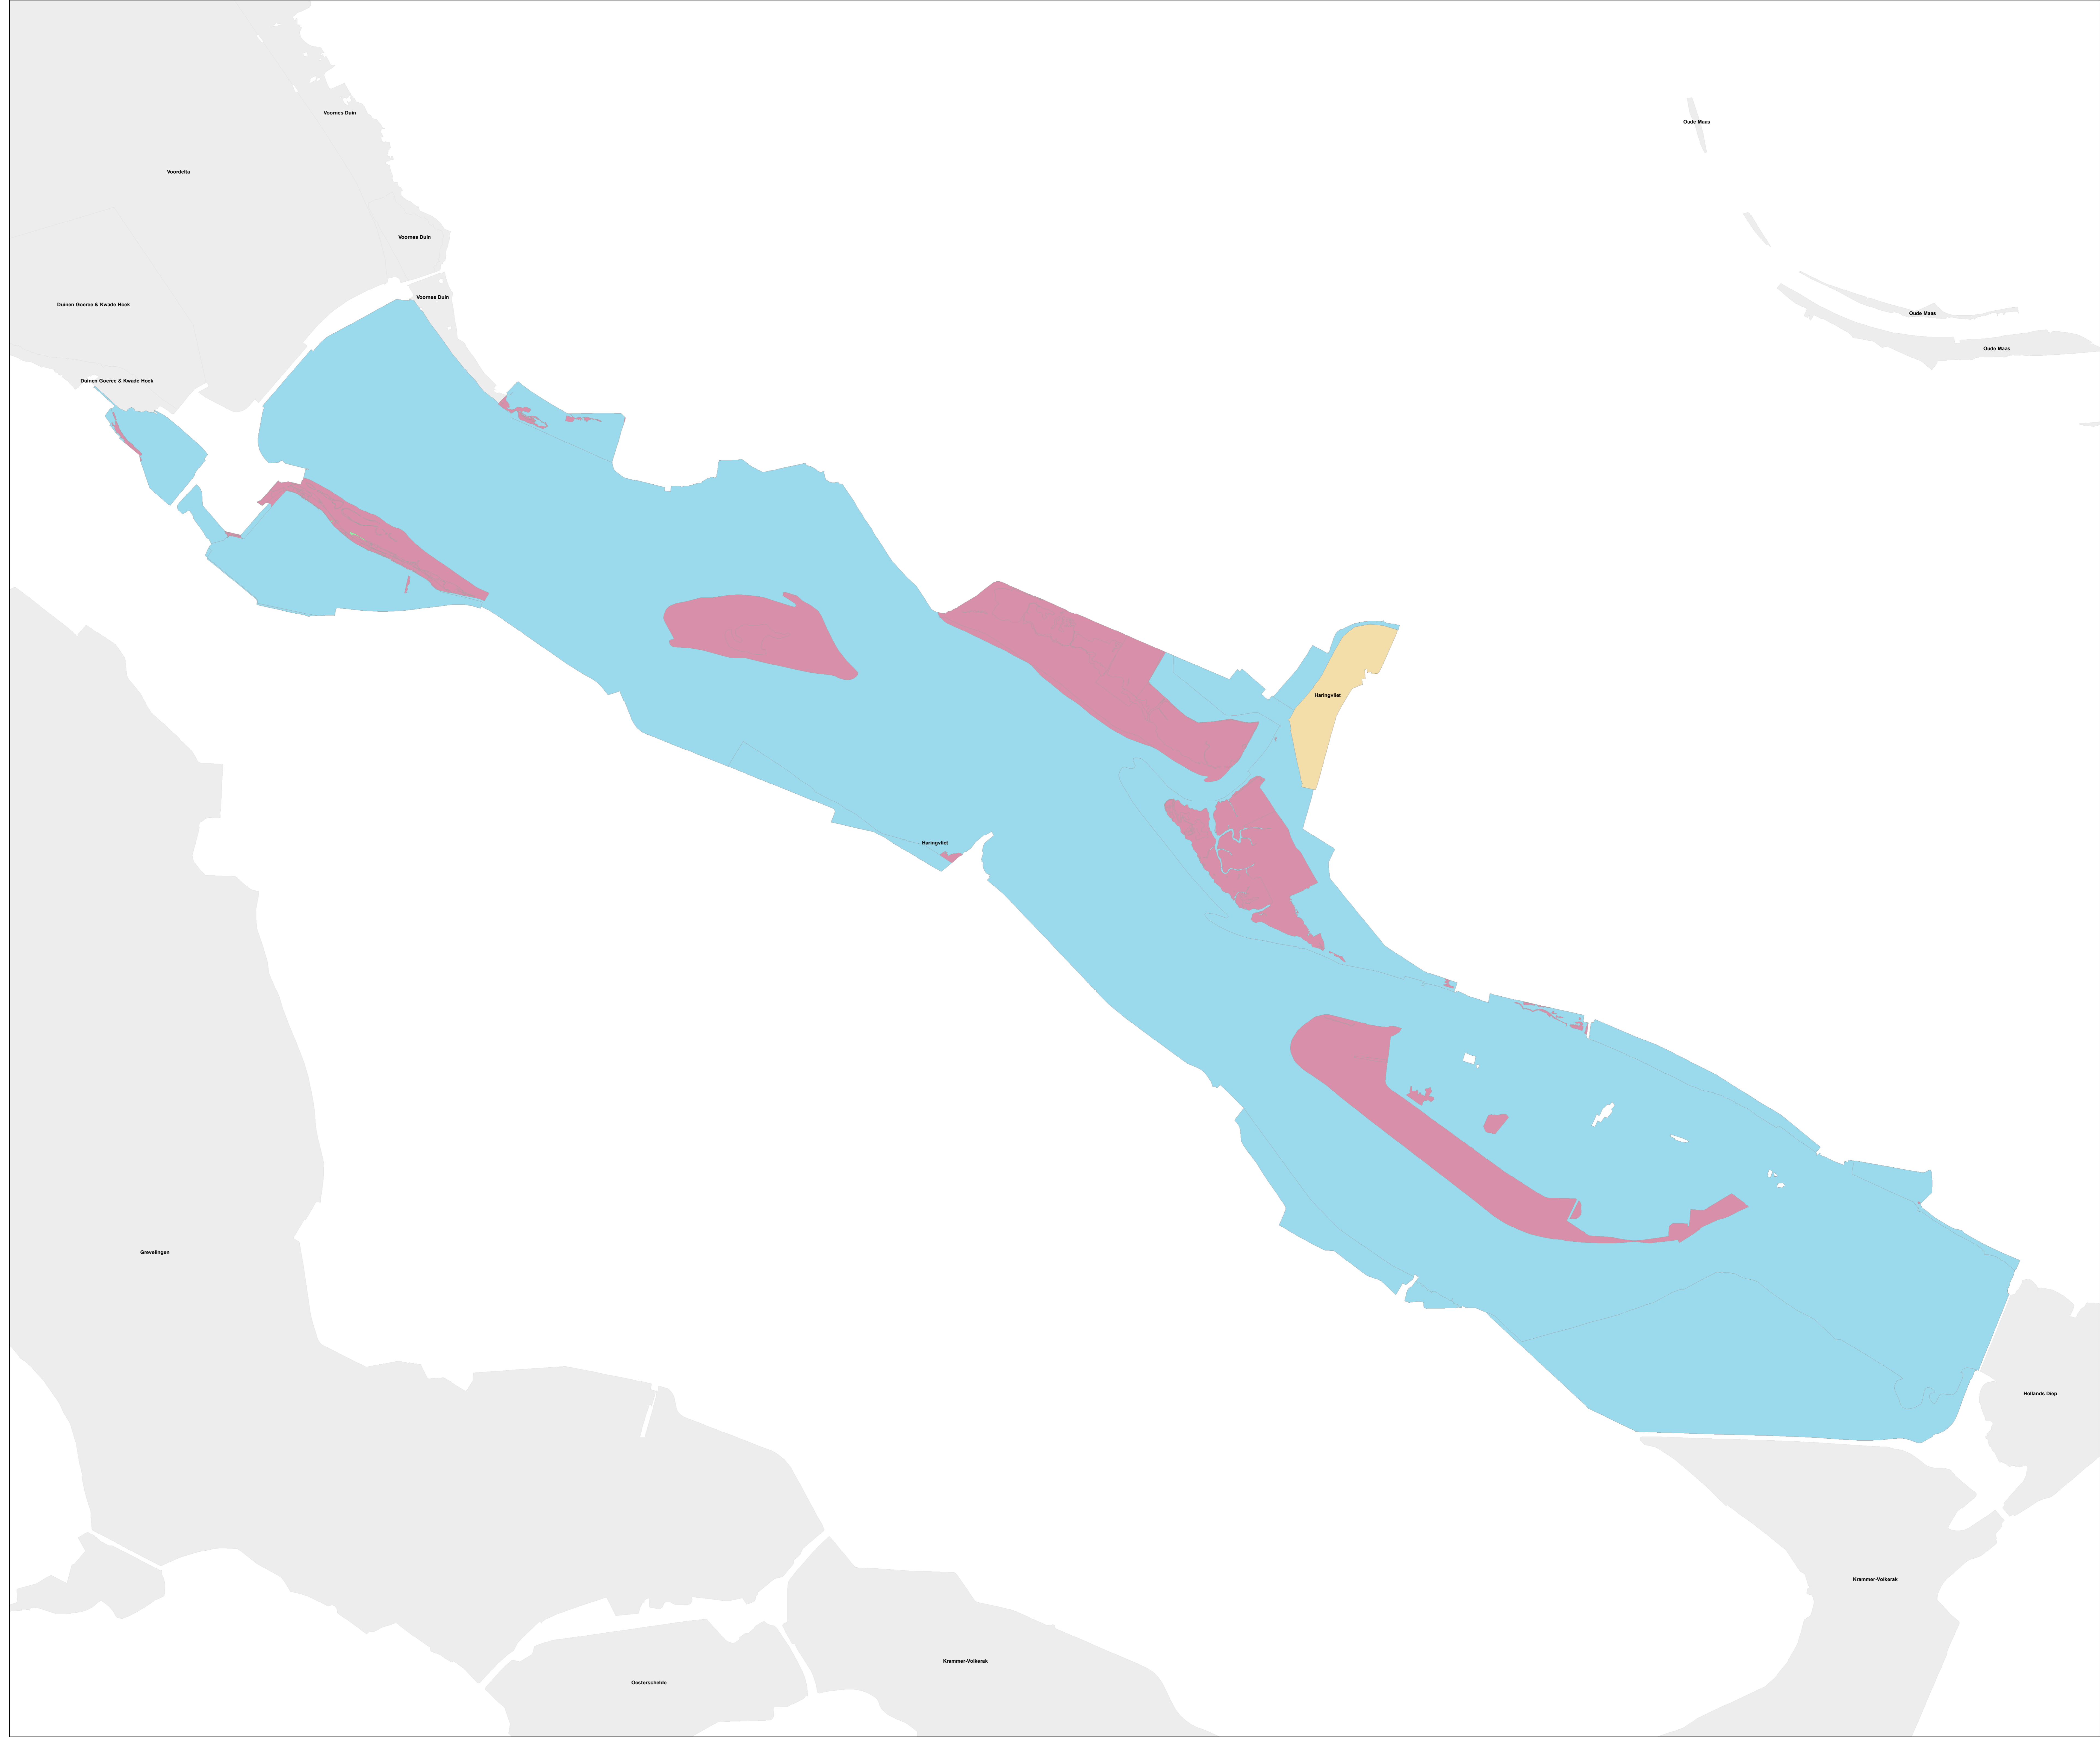 Voornes Duin
Oude Maas
Voordelta
Voornes Duin
Voornes Duin
Duinen Goeree & Kwade Hoek
Oude Maas
Oude Maas
Duinen Goeree & Kwade Hoek
Haringvliet
Haringvliet
Grevelingen
Hollands Diep
Krammer-Volkerak
Krammer-Volkerak
Oosterschelde